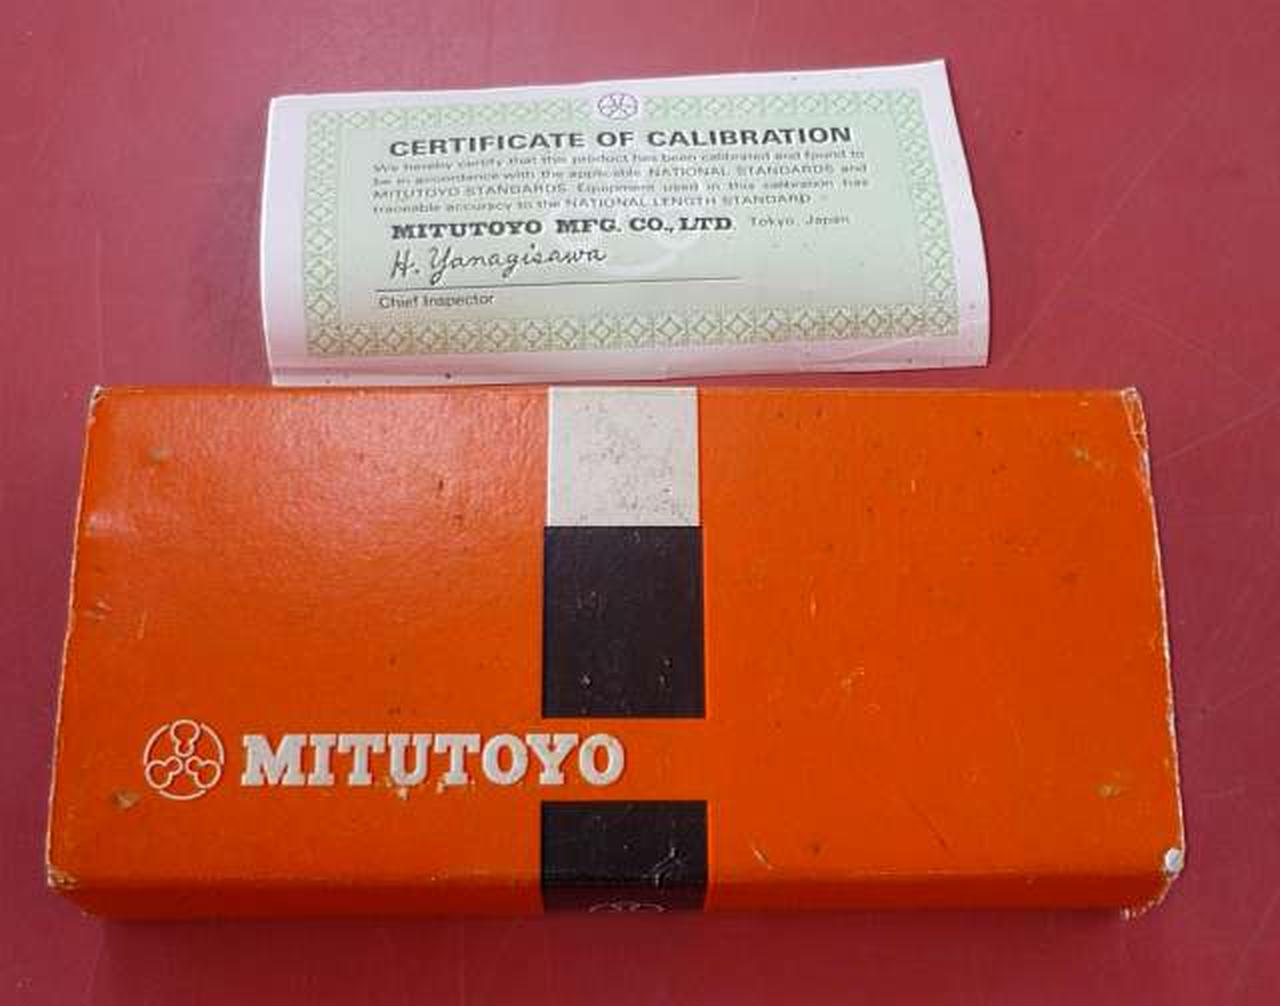 CERTIFICATE OF CALIBRATION
We hereby certify that this product has been calibrated and found to
be in accordance with the applicable NATIONAL STANDARDS and
MITUTOYO STANDARDS. Equipment used in this calibration has
traceable accuracy to the NATIONAL LENGTH STANDARD.
MITUTOYO MFG. CO., LTD. Tokyo, Japan
H. Yanagisawa
Chief Inspector
MITUTOYO